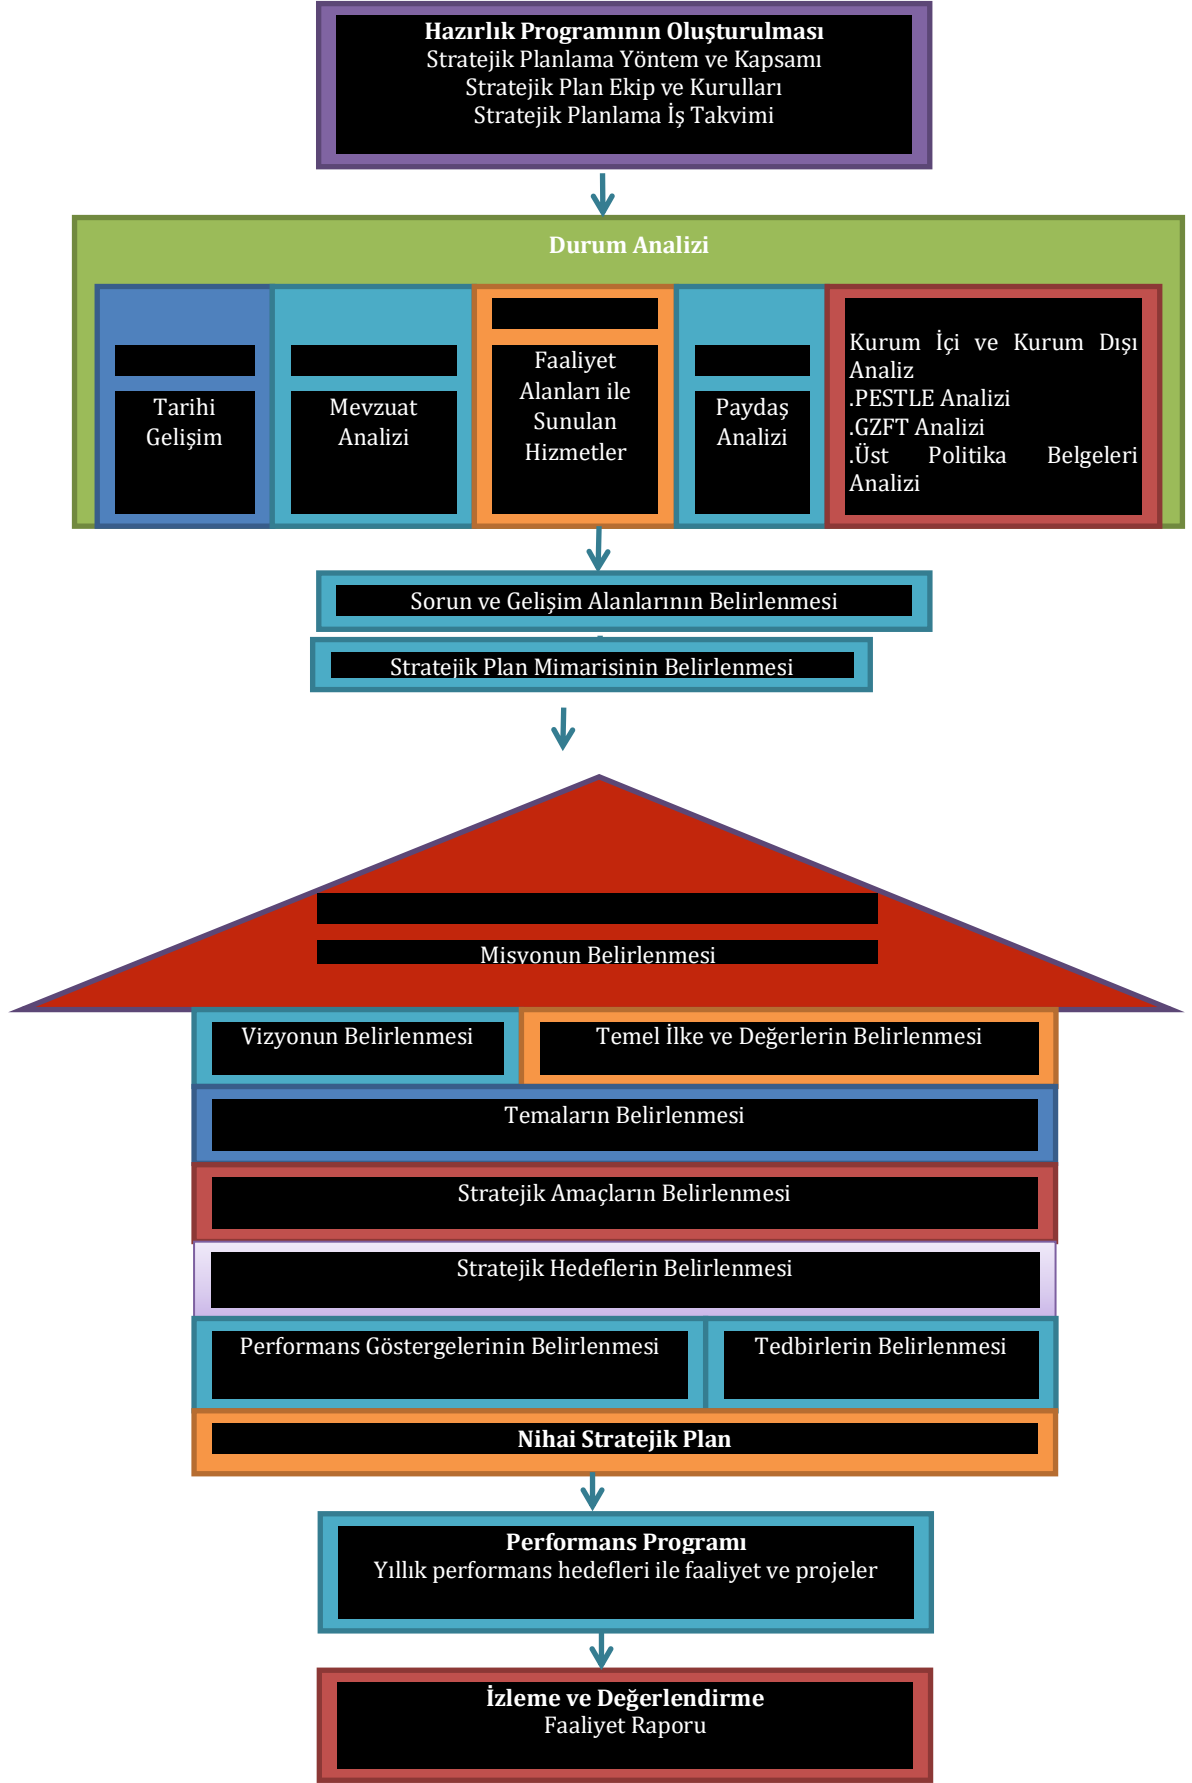 Hazırlık Programının Oluşturulması
Stratejik Planlama Yöntem ve Kapsamı
Stratejik Plan Ekip ve Kurulları
Stratejik Planlama İş Takvimi
Durum Analizi
Tarihi
Gelişim
Mevzuat
Analizi
Faaliyet
Alanları ile
Sunulan
Hizmetler
Paydaş
Analizi
Kurum İçi ve Kurum Dışı
Analiz
.PESTLE Analizi
.GZFT Analizi
.Üst Politika Belgeleri
Analizi
Sorun ve Gelişim Alanlarının Belirlenmesi
Stratejik Plan Mimarisinin Belirlenmesi
Misyonun Belirlenmesi
Vizyonun Belirlenmesi
Temel İlke ve Değerlerin Belirlenmesi
Temaların Belirlenmesi
Stratejik Amaçların Belirlenmesi
Stratejik Hedeflerin Belirlenmesi
Performans Göstergelerinin Belirlenmesi
Tedbirlerin Belirlenmesi
Nihai Stratejik Plan
Performans Programı
Yıllık performans hedefleri ile faaliyet ve projeler
İzleme ve Değerlendirme
Faaliyet Raporu